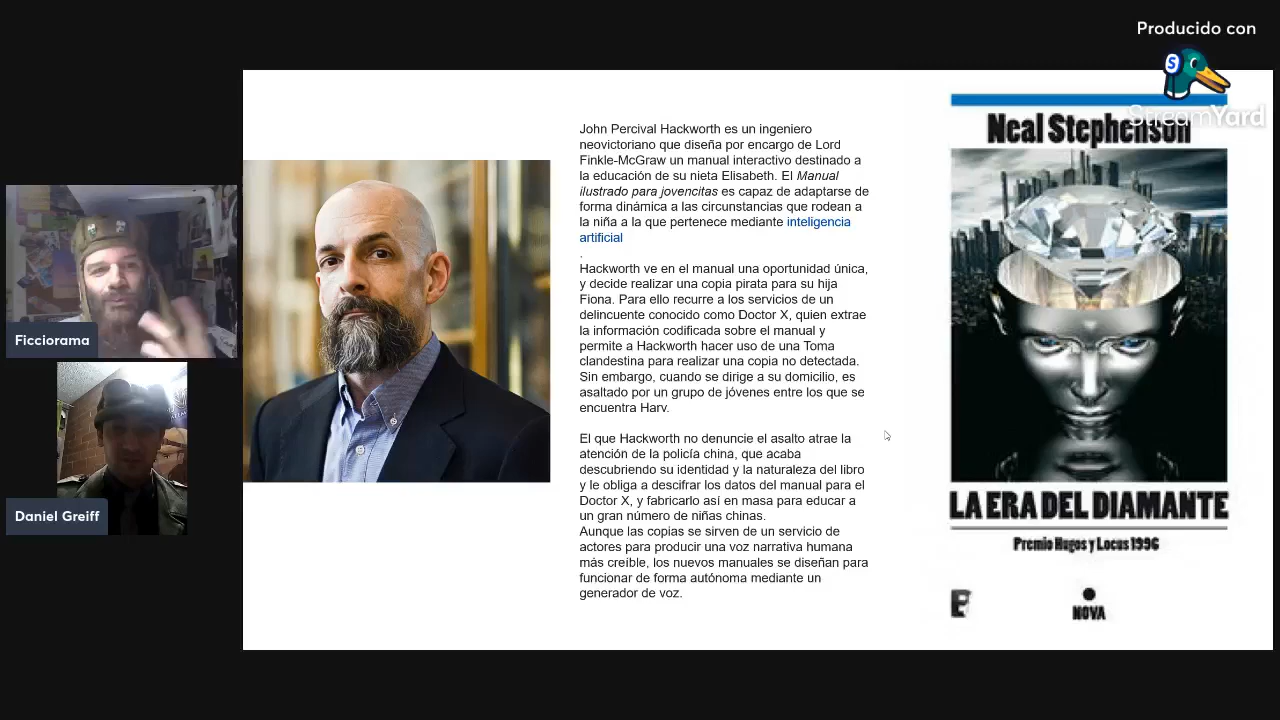 Producido con
StreamYard
John Percival Hackworth es un ingeniero
neovictoriano que diseña por encargo de Lord
Finkle-McGraw un manual interactivo destinado a
la educación de su nieta Elisabeth. El Manual
ilustrado para jovencitas es capaz de adaptarse de
forma dinámica a las circunstancias que rodean a
la niña a la que pertenece mediante inteligencia
artificial
.
Hackworth ve en el manual una oportunidad única,
y decide realizar una copia pirata para su hija
Fiona. Para ello recurre a los servicios de un
delincuente conocido como Doctor X, quien extrae
la información codificada sobre el manual y
permite a Hackworth hacer uso de una Toma
clandestina para realizar una copia no detectada.
Sin embargo, cuando se dirige a su domicilio, es
asaltado por un grupo de jóvenes entre los que se
encuentra Harv.
El que Hackworth no denuncie el asalto atrae la
atención de la policía china, que acaba
descubriendo su identidad y la naturaleza del libro
y le obliga a descifrar los datos del manual para el
Doctor X, y fabricarlo así en masa para educar a
un gran número de niñas chinas.
Aunque las copias se sirven de un servicio de
actores para producir una voz narrativa humana
más creíble, los nuevos manuales se diseñan para
funcionar de forma autónoma mediante un
generador de voz.
Neal Stephenson
LA ERA DEL DIAMANTE
Premio Hugos y Locus 1996
B
NOVA
Ficciorama
Daniel Greiff